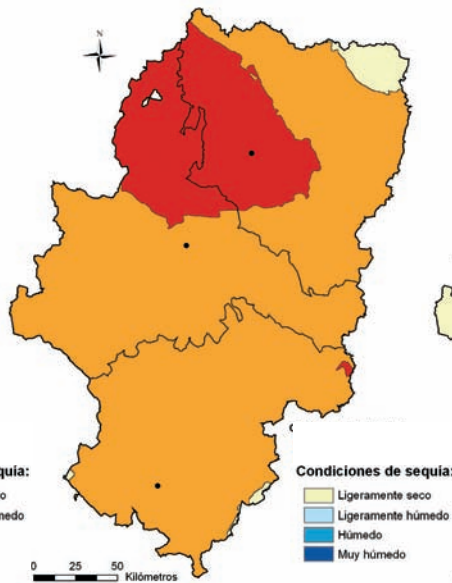 N
quía:
o
medo
Condiciones de sequía:
Ligeramente seco
Ligeramente húmedo
Húmedo
Muy húmedo
0 25 50
Kilómetros